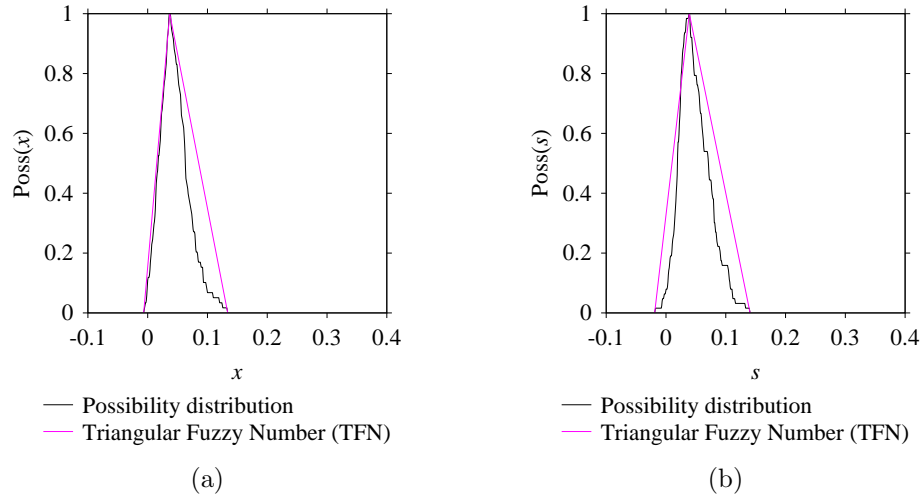 1
0.8
0.6
0.4
0.2
0
Poss(x)
-0.1 0 0.1 0.2 0.3 0.4
x
Possibility distribution
Triangular Fuzzy Number (TFN)
(a)
1
0.8
0.6
0.4
0.2
0
Poss(s)
-0.1 0 0.1 0.2 0.3 0.4
s
Possibility distribution
Triangular Fuzzy Number (TFN)
(b)